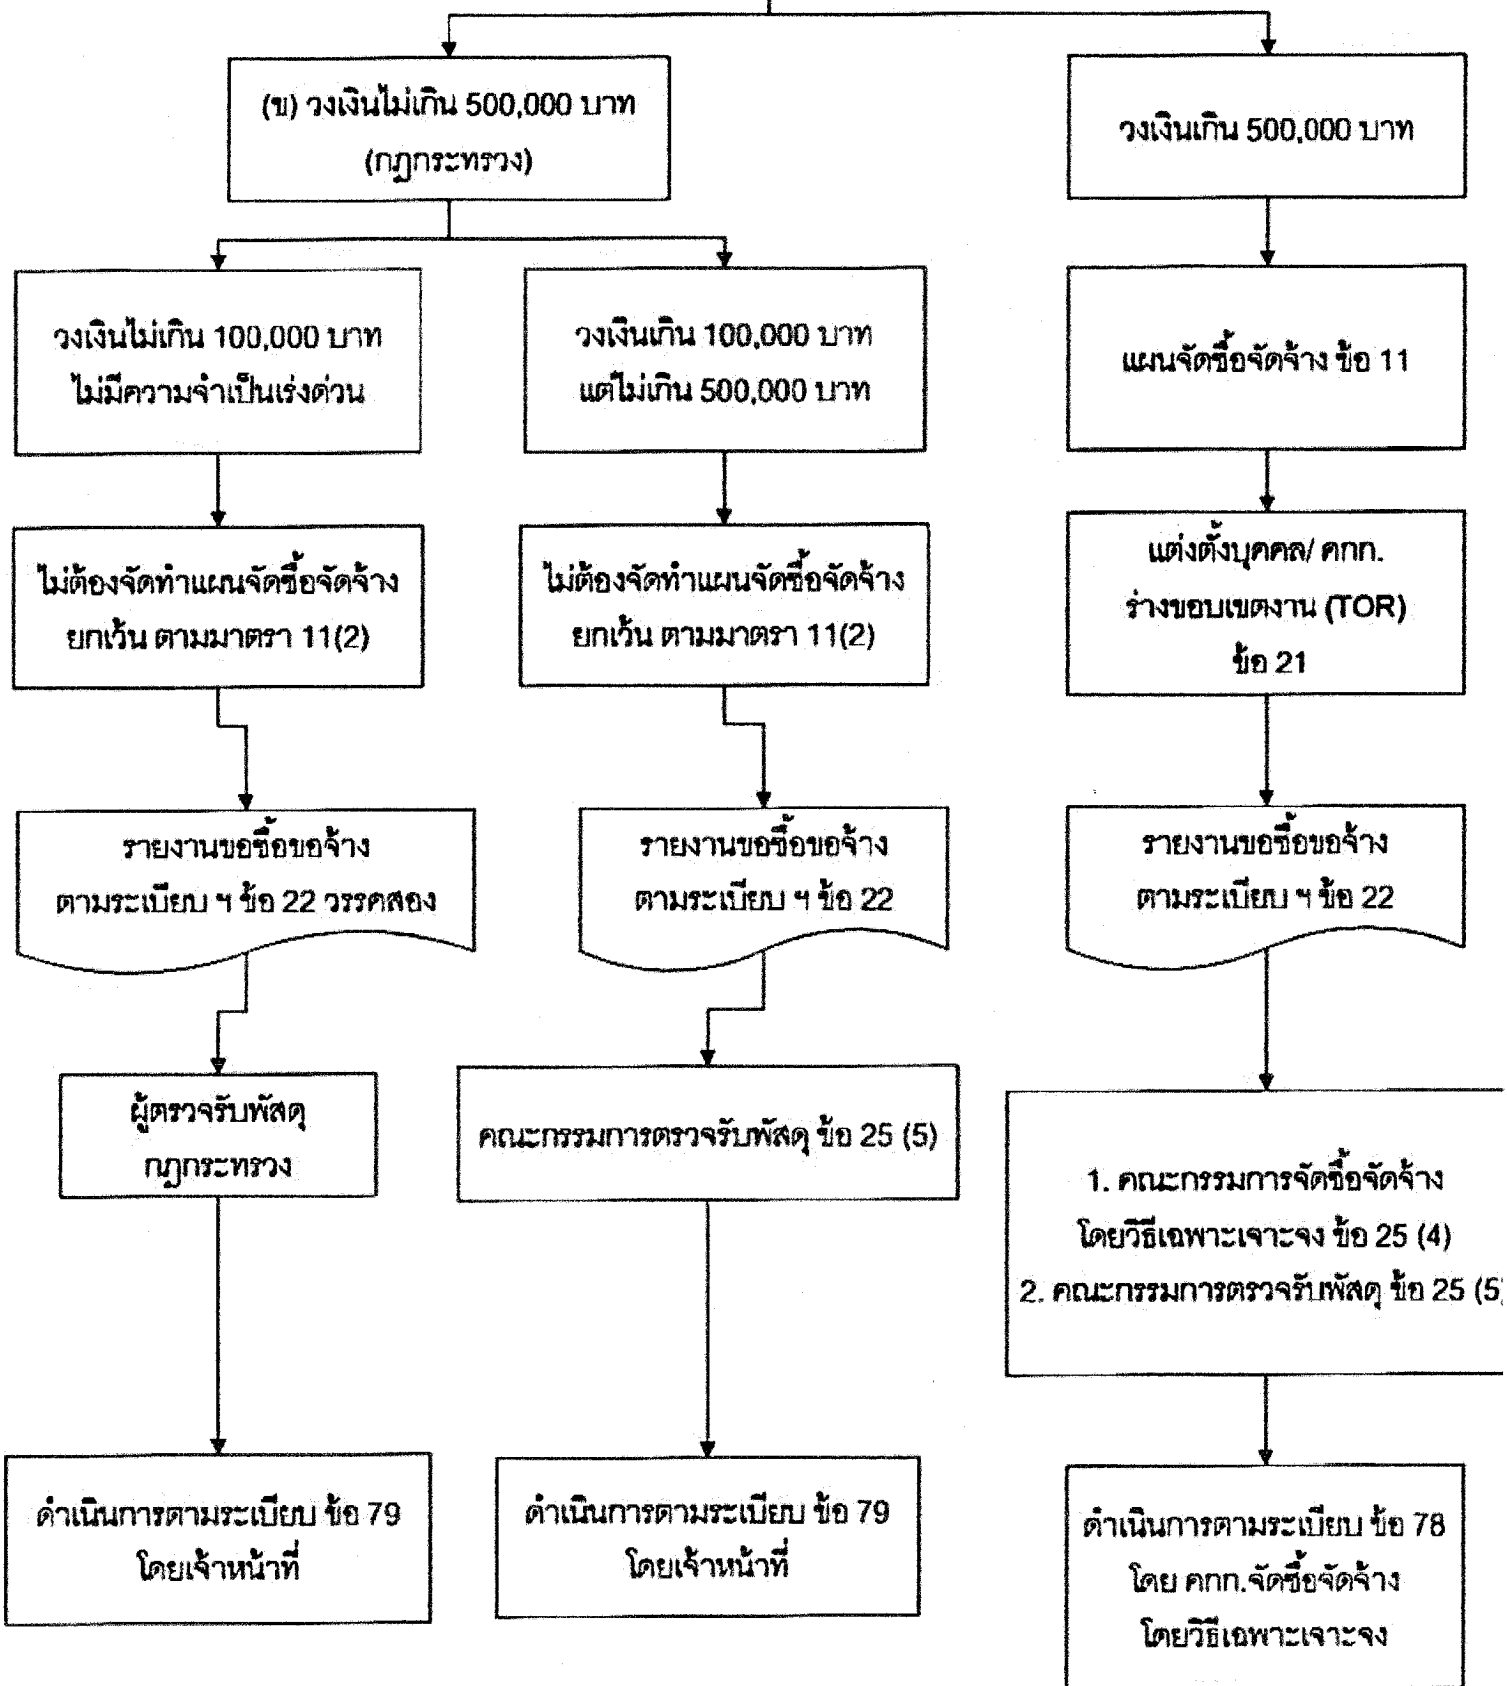 (ข) วงเงินไม่เกิน 500,000 บาท
(กฎกระทรวง)
วงเงินเกิน 500,000 บาท
วงเงินไม่เกิน 100,000 บาท
ไม่มีความจำเป็นเร่งด่วน
วงเงินเกิน 100,000 บาท
แต่ไม่เกิน 500,000 บาท
แผนจัดซื้อจัดจ้าง ข้อ 11
ไม่ต้องจัดทำแผนจัดซื้อจัดจ้าง
ยกเว้น ตามมาตรา 11(2)
ไม่ต้องจัดทำแผนจัดซื้อจัดจ้าง
ยกเว้น ตามมาตรา 11(2)
แต่งตั้งบุคคล/ คกก.
ร่างขอบเขตงาน (TOR)
ข้อ 21
รายงานขอซื้อขอจ้าง
ตามระเบียบ ฯ ข้อ 22 วรรคสอง
รายงานขอซื้อขอจ้าง
ตามระเบียบ ฯ ข้อ 22
รายงานขอซื้อขอจ้าง
ตามระเบียบ ฯ ข้อ 22
ผู้ตรวจรับพัสดุ
กฎกระทรวง
คณะกรรมการตรวจรับพัสดุ ข้อ 25 (5)
1. คณะกรรมการจัดซื้อจัดจ้าง
โดยวิธีเฉพาะเจาะจง ข้อ 25 (4)
2. คณะกรรมการตรวจรับพัสดุ ข้อ 25 (5)
ดำเนินการตามระเบียบ ข้อ 79
โดยเจ้าหน้าที่
ดำเนินการตามระเบียบ ข้อ 79
โดยเจ้าหน้าที่
ดำเนินการตามระเบียบ ข้อ 78
โดย คกก.จัดซื้อจัดจ้าง
โดยวิธีเฉพาะเจาะจง